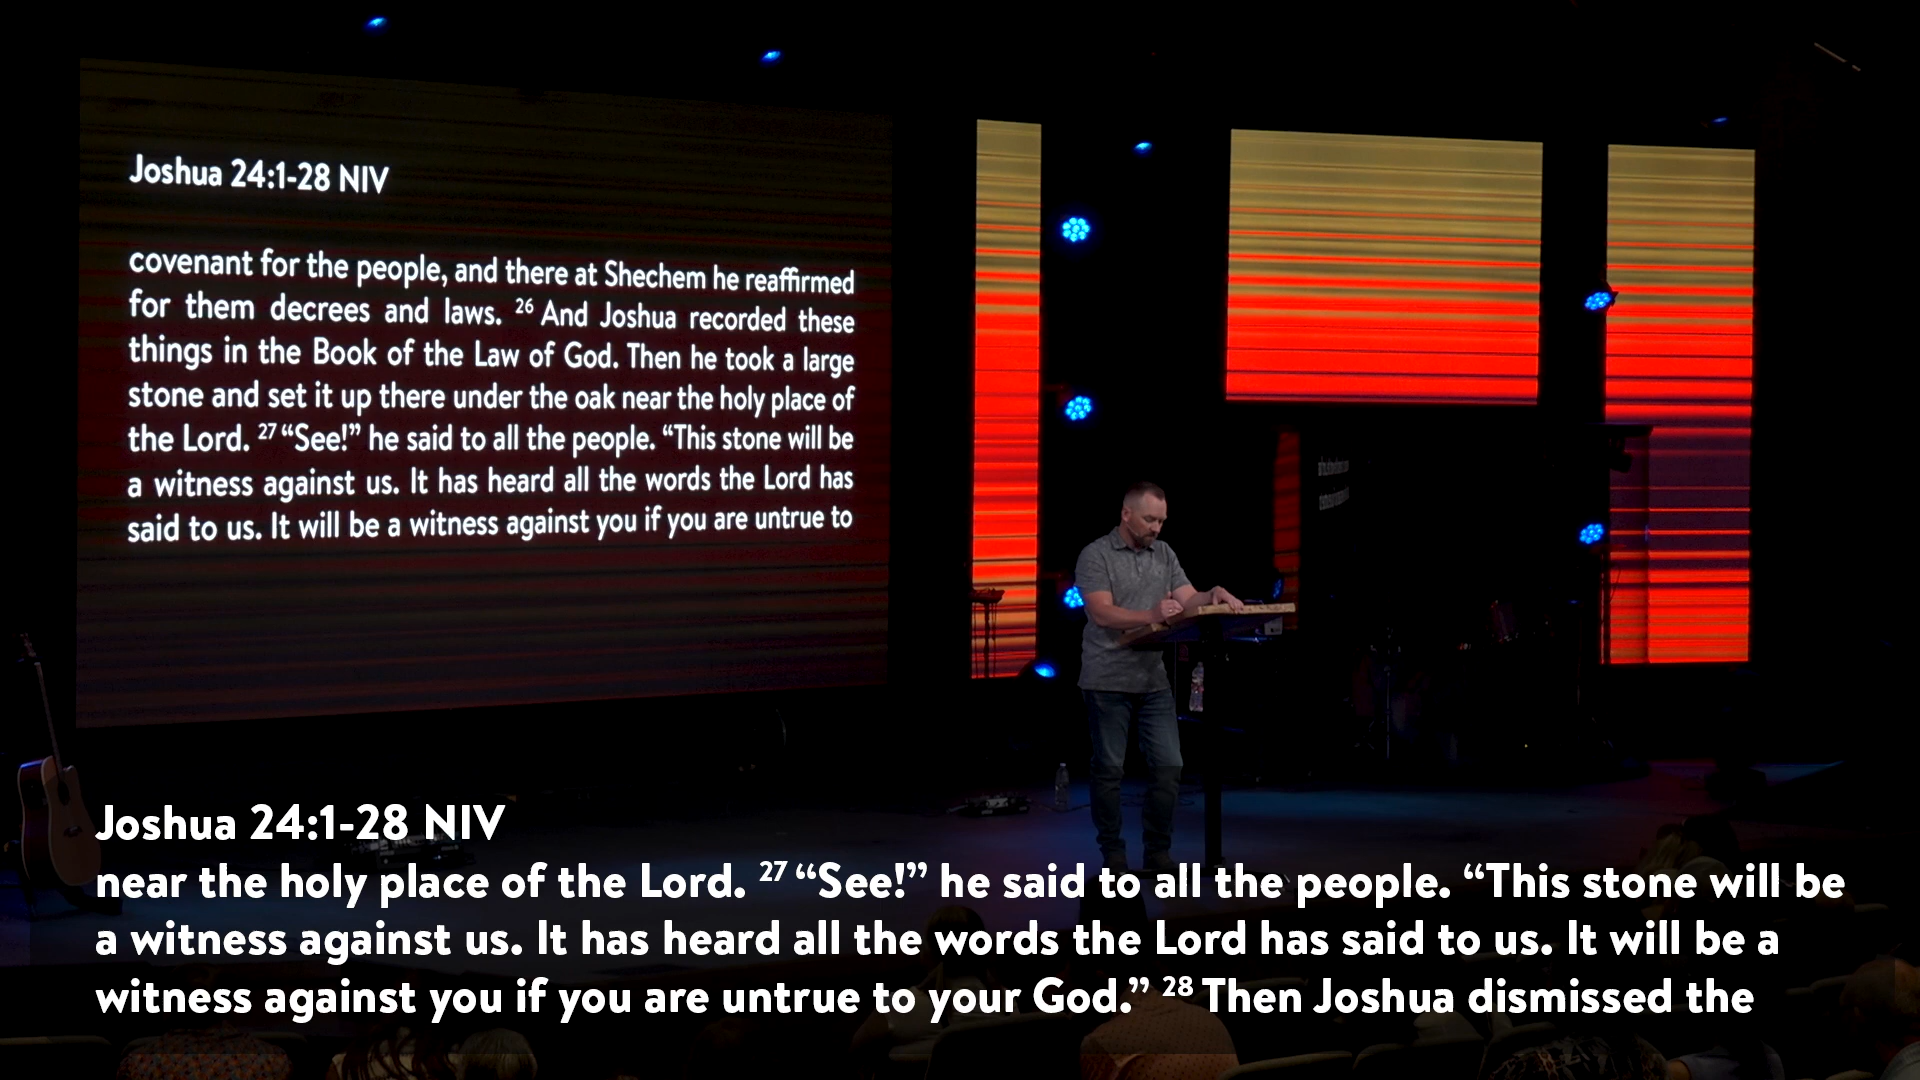 Joshua 24:1-28 NIV
covenant for the people, and there at Shechem he reaffirmed
for them decrees and laws. ²⁶ And Joshua recorded these
things in the Book of the Law of God. Then he took a large
stone and set it up there under the oak near the holy place of
the Lord. ²⁷ “See!” he said to all the people. “This stone will be
a witness against us. It has heard all the words the Lord has
said to us. It will be a witness against you if you are untrue to
Joshua 24:1-28 NIV
near the holy place of the Lord. ²⁷ “See!” he said to all the people. “This stone will be
a witness against us. It has heard all the words the Lord has said to us. It will be a
witness against you if you are untrue to your God.” ²⁸ Then Joshua dismissed the